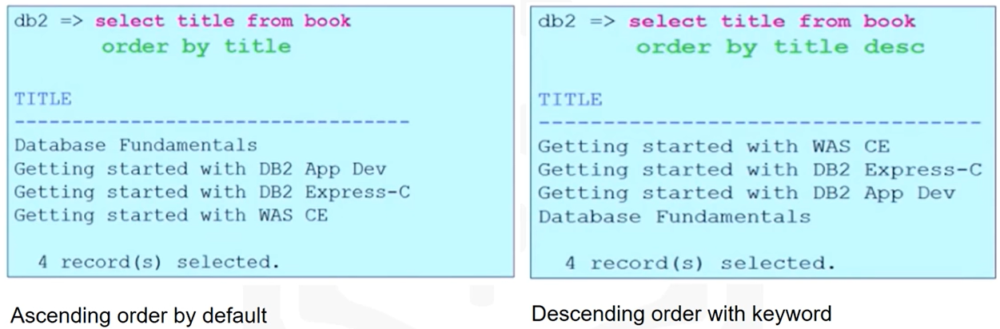 db2 => select title from book
order by title
TITLE
-----------------------------------
Database Fundamentals
Getting started with DB2 App Dev
Getting started with DB2 Express-C
Getting started with WAS CE
4 record(s) selected.
Ascending order by default
db2 => select title from book
order by title desc
TITLE
-----------------------------------
Getting started with WAS CE
Getting started with DB2 Express-C
Getting started with DB2 App Dev
Database Fundamentals
4 record(s) selected.
Descending order with keyword